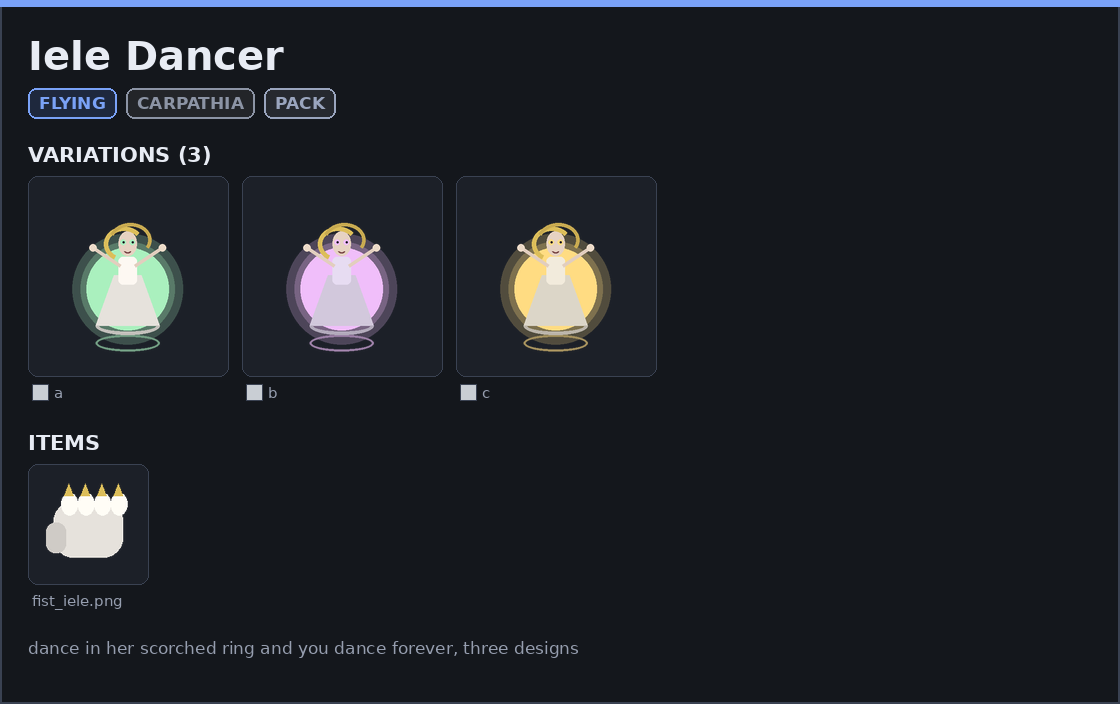 Iele Dancer
FLYING CARPATHIA PACK
VARIATIONS (3)
a b c
ITEMS
fist_iele.png
dance in her scorched ring and you dance forever, three designs